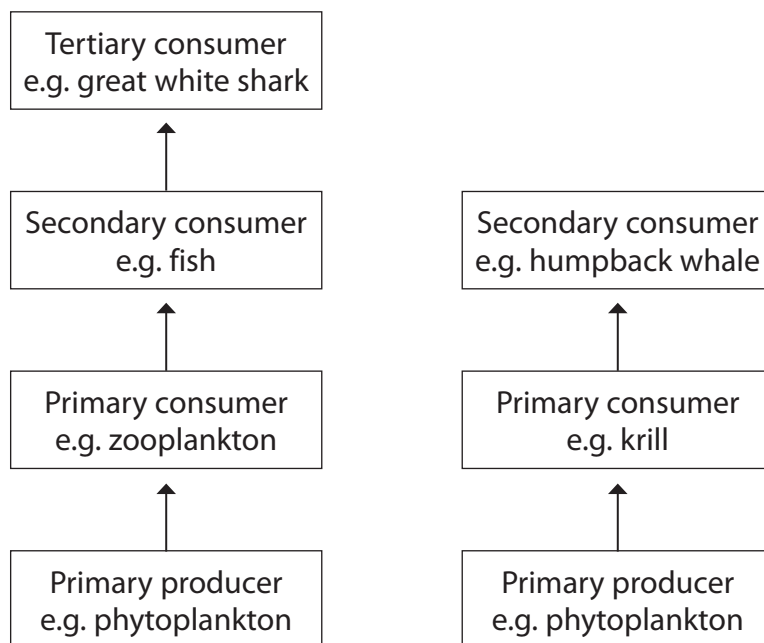 Tertiary consumer
e.g. great white shark
Secondary consumer
e.g. fish
Primary consumer
e.g. zooplankton
Primary producer
e.g. phytoplankton
Secondary consumer
e.g. humpback whale
Primary consumer
e.g. krill
Primary producer
e.g. phytoplankton